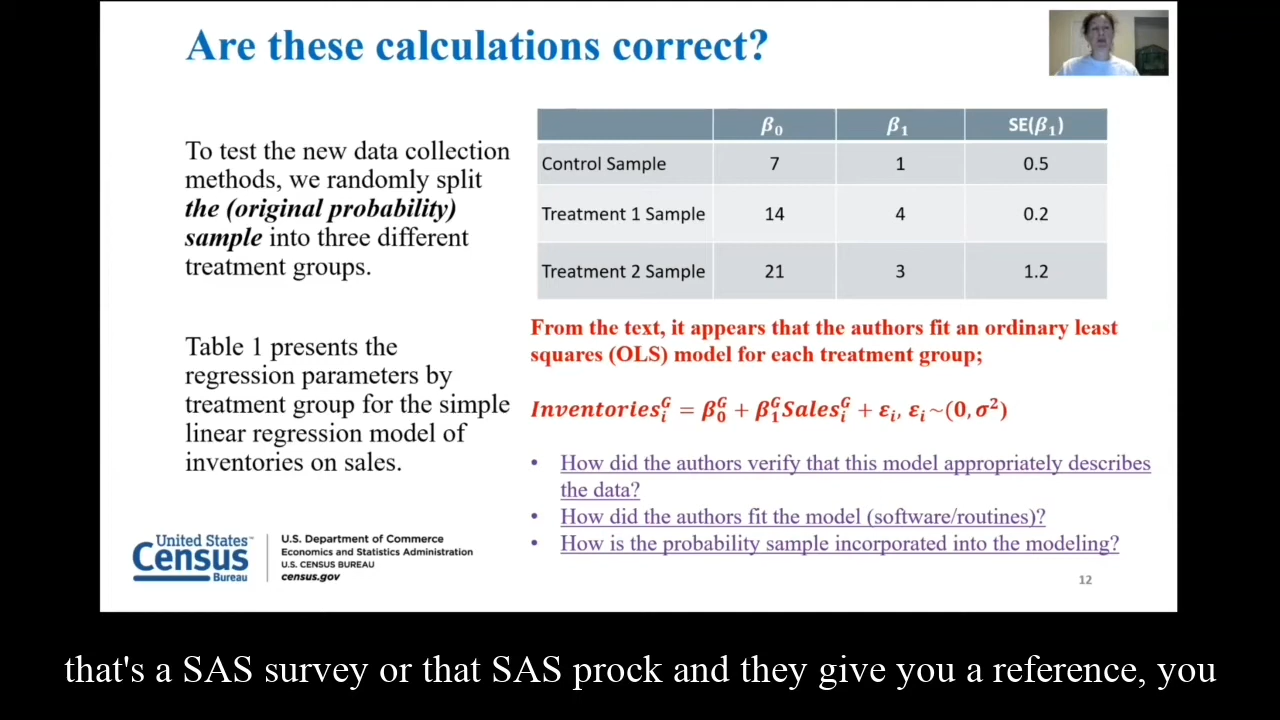 Are these calculations correct?
To test the new data collection
methods, we randomly split
the (original probability)
sample into three different
treatment groups.
Table 1 presents the
regression parameters by
treatment group for the simple
linear regression model of
inventories on sales.
β₀ β₁ SE(β₁)
Control Sample 7 1 0.5
Treatment 1 Sample 14 4 0.2
Treatment 2 Sample 21 3 1.2
From the text, it appears that the authors fit an ordinary least
squares (OLS) model for each treatment group;
Inventoriesᵢᴳ = β₀ᴳ + β₁ᴳSalesᵢᴳ + εᵢ, εᵢ~(0, σ²)
• How did the authors verify that this model appropriately describes
the data?
• How did the authors fit the model (software/routines)?
• How is the probability sample incorporated into the modeling?
United States™
Census
Bureau
U.S. Department of Commerce
Economics and Statistics Administration
U.S. CENSUS BUREAU
census.gov
12
that's a SAS survey or that SAS prock and they give you a reference, you